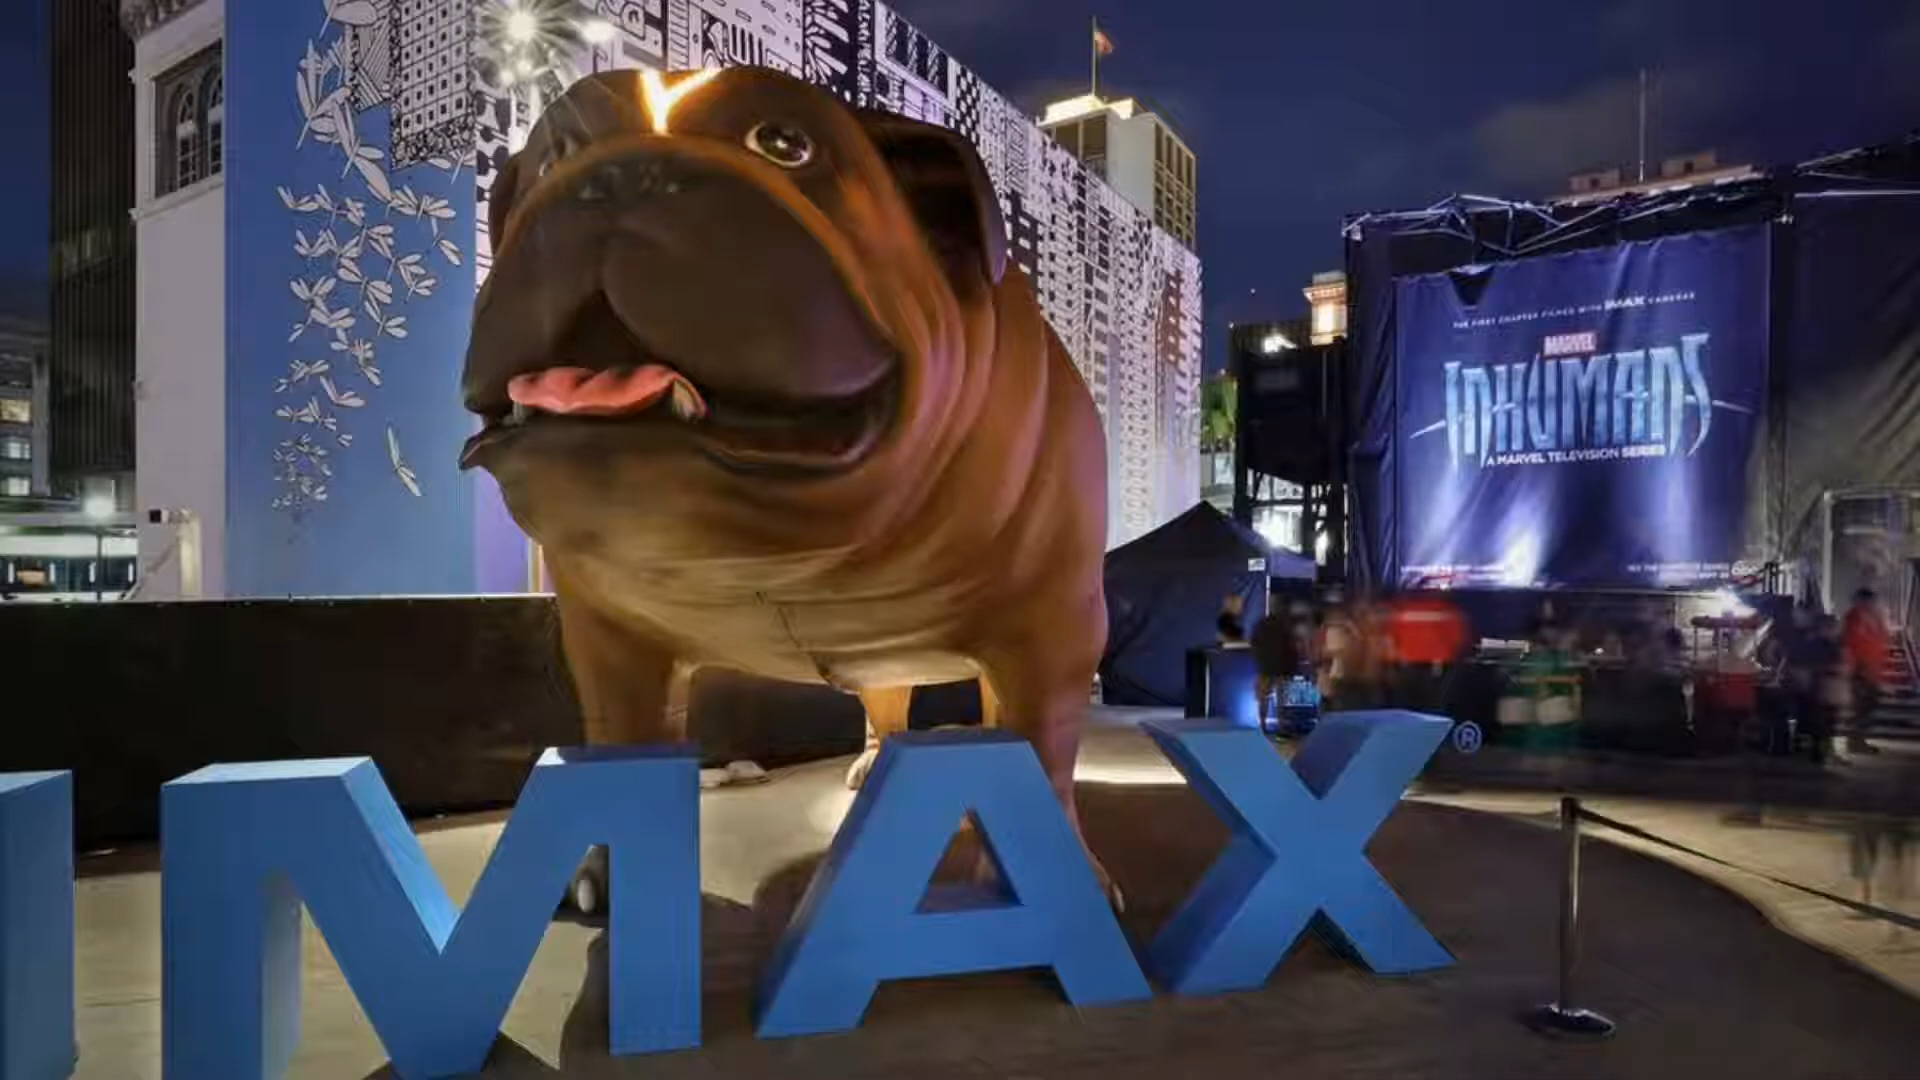 THE FIRST CHAPTER FILMED WITH IMAX CAMERAS
MARVEL
INHUMANS
A MARVEL TELEVISION SERIES
IMAX®